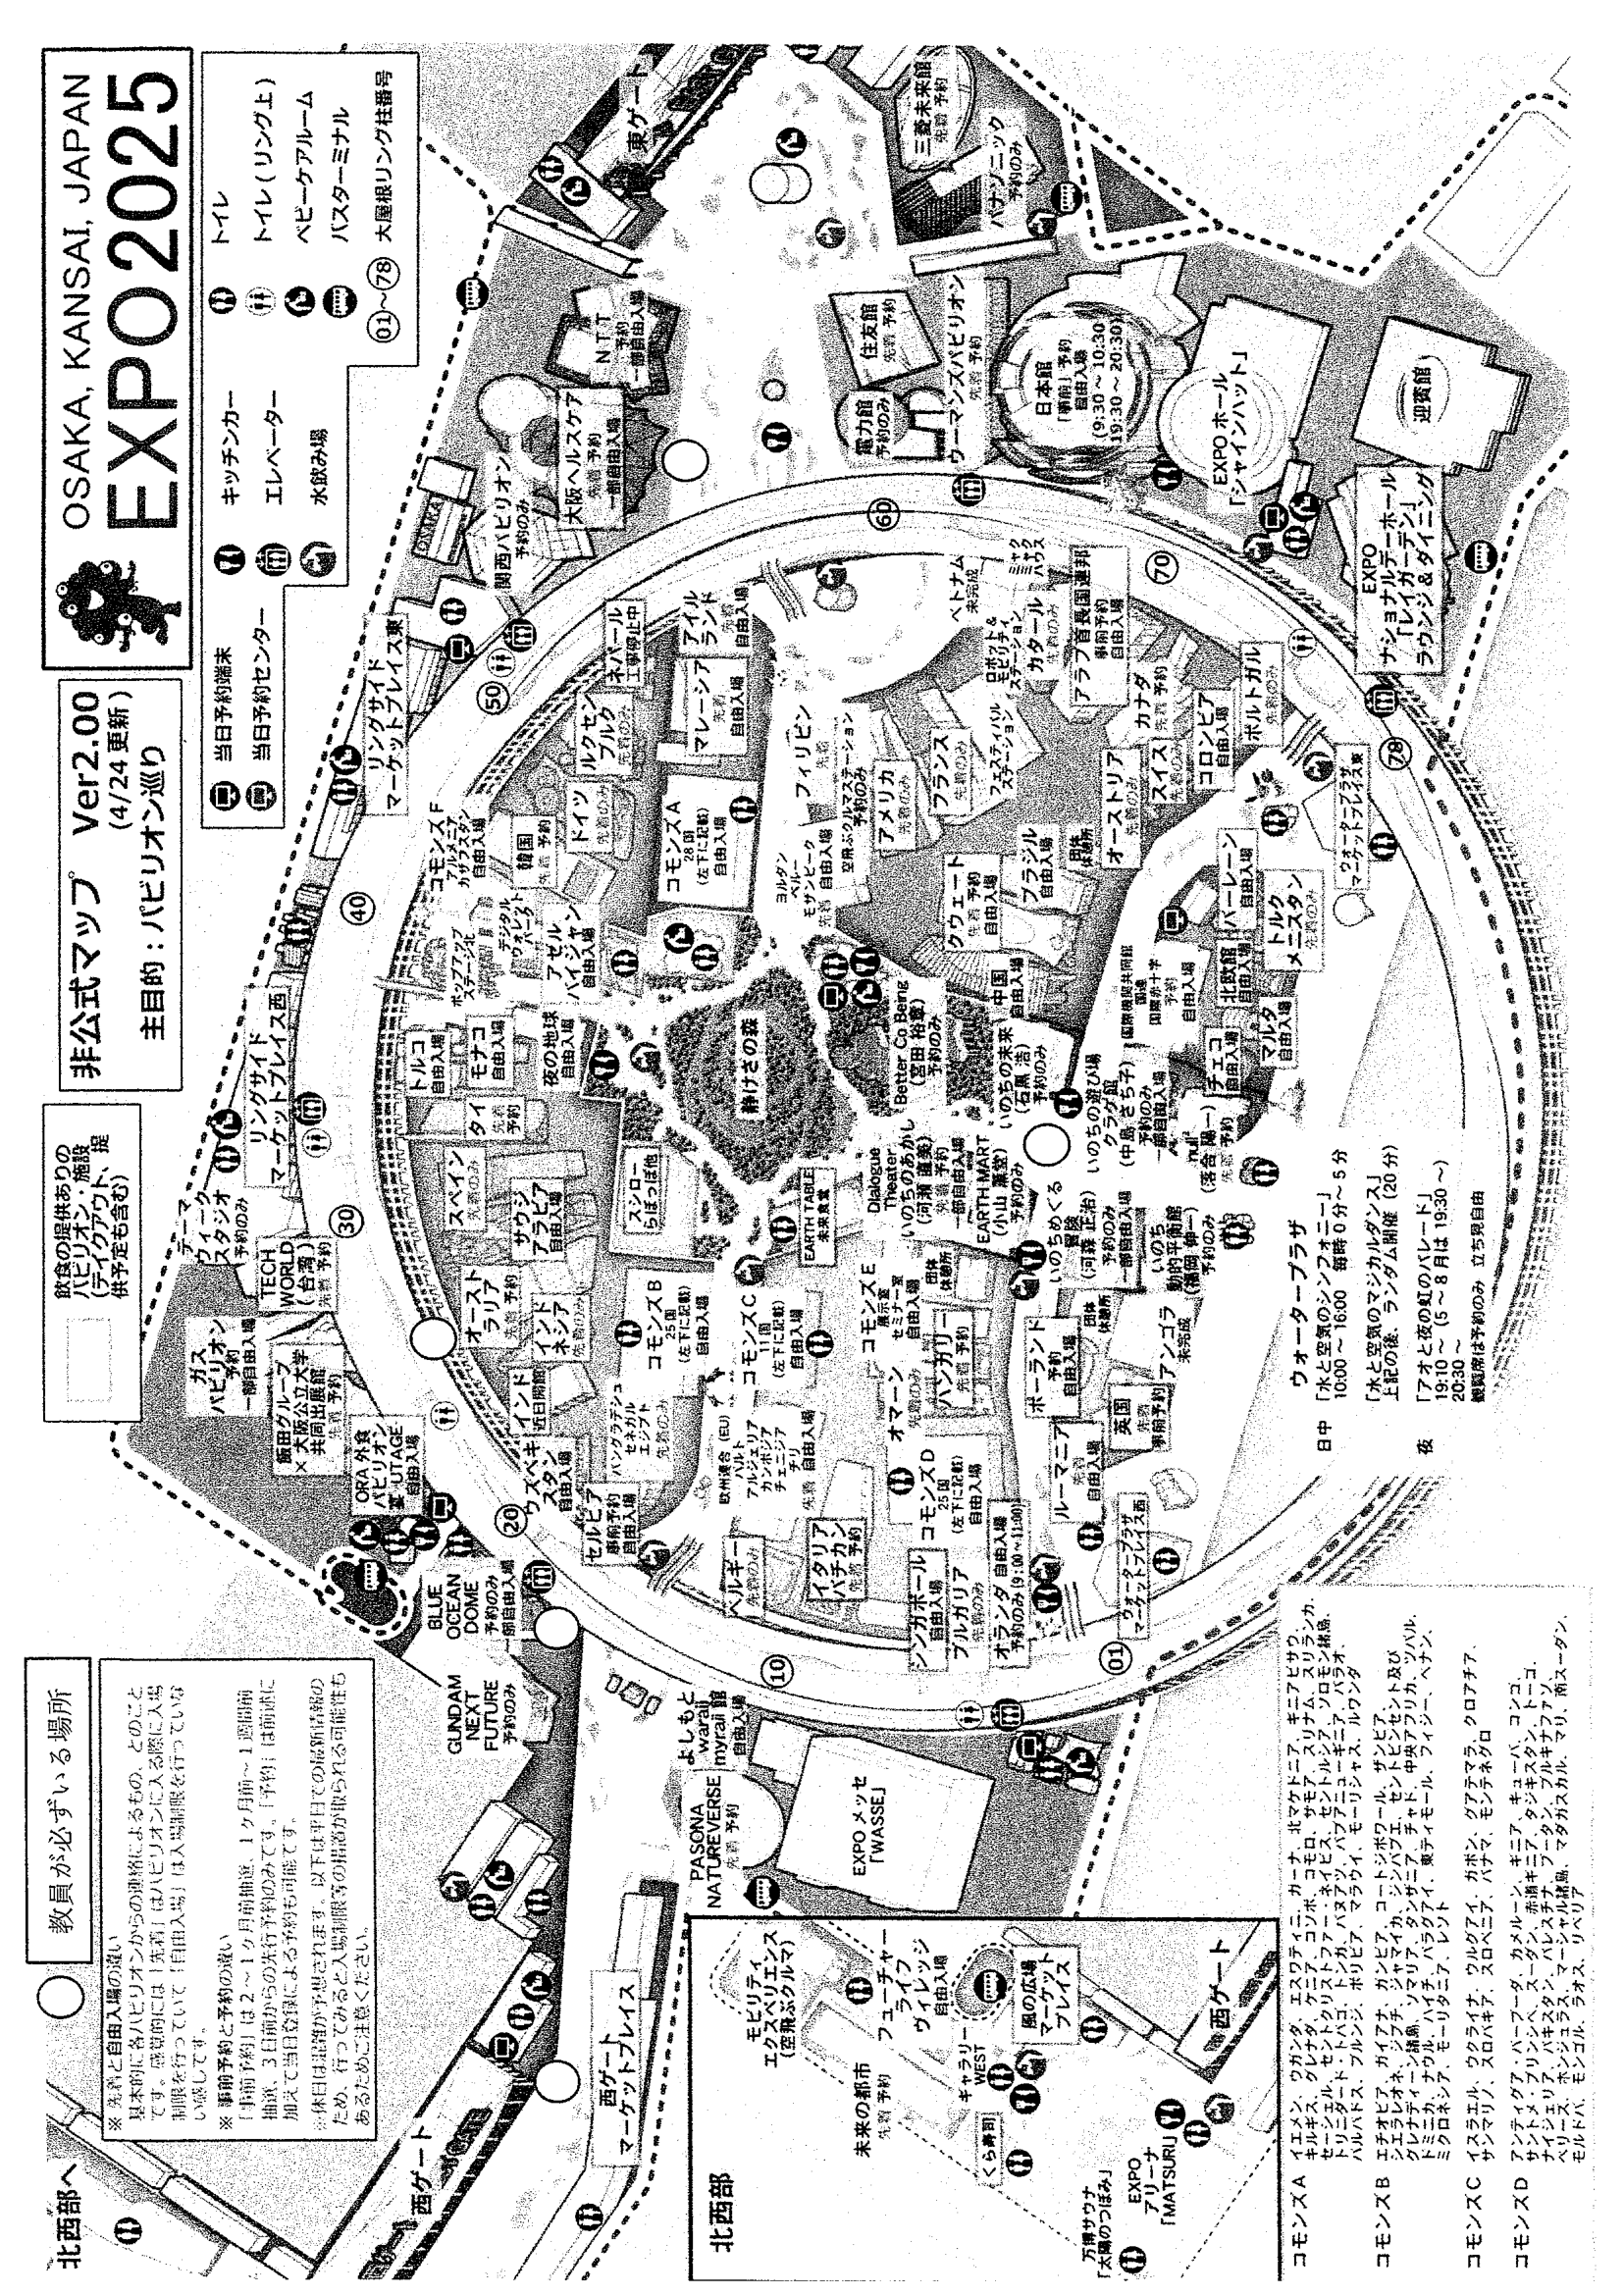 OSAKA, KANSAI, JAPAN
EXPO2025
非公式マップ Ver2.00
(4/24 更新)
主目的：パビリオン巡り
飲食の提供ありの
パビリオン・施設
(テイクアウト、提
供予定も含む)
当日予約端末
当日予約センター
キッチンカー
エレベーター
水飲み場
トイレ
トイレ(リング上)
ベビーケアルーム
バスターミナル
01～78 大屋根リング柱番号
教員が必ずいる場所
※先着と自由入場の違い
基本的に各パビリオンからの連絡によるもの、とのこと
です。感覚的には「先着」はパビリオンに入る際に入場
制限を行っていて「自由入場」は入場制限を行っていな
い感じです。
※事前予約と予約の違い
「事前予約」は2～1ヶ月前抽選、1ヶ月前～1週間前
抽選、3日前からの先行予約のみです。「予約」は前述に
加えて当日登録による予約も可能です。
※休日は混雑が予想されます。以下は平日での最新情報の
ため、行ってみると入場制限等の措置が取られる可能性も
あるためご注意ください。
北西部へ
西ゲート
西ゲート
マーケットプレイス
GUNDAM
NEXT
FUTURE
予約のみ
BLUE
OCEAN
DOME
予約のみ
一部自由入場
PASONA
NATUREVERSE
先着 予約
よしもと
waraii
myraii館
自由入場
EXPO メッセ
「WASSE」
ORA 外食
パビリオン
宴 UTAGE
自由入場
飯田グループ
×大阪公立大学
共同出展館
先着 予約
ガス
パビリオン
予約
一部自由入場
TECH
WORLD
(台湾)
先着 予約
テーマ
ウィーク
スタジオ
予約のみ
リングサイド
マーケットプレイス西
リングサイド
マーケットプレイス東
関西パビリオン
予約のみ
OSAKA
大阪ヘルスケア
先着 予約
一部自由入場
NTT
予約
一部自由入場
東ゲート
三菱未来館
先着 予約
パナソニック
予約のみ
住友館
先着 予約
電力館
予約のみ
ウーマンズパビリオン
先着 予約
日本館
「事前」予約
自由入場
(9:30～10:30
19:30～20:30)
EXPO ホール
「シャインハット」
迎賓館
EXPO
ナショナルデーホール
「レイガーデン」
ラウンジ&ダイニング
10
20
30
40
50
60
70
78
01
コモンズF
アルメニア
カザフスタン
自由入場
ポップアップ
ステージ北
デジタル
ウォレット
パーク
韓国
先着 予約
ドイツ
先着のみ
ルクセン
ブルク
先着のみ
ネパール
工事停止中
アイル
ランド
先着
自由入場
マレーシア
先着
自由入場
コモンズA
28国
(左下に記載)
自由入場
アゼル
バイジャン
自由入場
トルコ
自由入場
モナコ
自由入場
夜の地球
自由入場
タイ
先着
予約
スペイン
先着のみ
サウジ
アラビア
自由入場
スシロー
らぽっぽ他
オースト
ラリア
先着 予約
インド
ネシア
先着のみ
インド
近日開館
ウズベキ
スタン
自由入場
セルビア
事前予約
自由入場
バングラデシュ
セネガル
エジプト
先着のみ
コモンズB
25国
(左下に記載)
自由入場
コモンズC
11国
(左下に記載)
自由入場
欧州連合(EU)
バルト
アルジェリア
カンボジア
チュニジア
チリ
先着 自由入場
ベルギー
先着のみ
イタリア
バチカン
先着 予約
静けさの森
EARTH TABLE
未来食堂
Dialogue
Theater
いのちのあかし
(河瀨 直美)
先着 予約
一部自由入場
EARTH MART
(小山 薫堂)
予約のみ
Better Co Being
(宮田 裕章)
予約のみ
いのちの未来
(石黒 浩)
予約のみ
中国
自由入場
クウェート
先着 予約
自由入場
ヨルダン
ペルー
モザンビーク
先着 自由入場
フィリピン
先着
空飛ぶクルマステーション
予約のみ
アメリカ
先着のみ
フランス
先着のみ
フェスティバル
ステーション
ベトナム
未完成
ロボット&
モビリティ
ステーション
ミャク
ミャク
ハウス
カタール
先着のみ
アラブ首長国連邦
事前予約
自由入場
カナダ
先着 予約
スイス
先着のみ
コロンビア
自由入場
ポルトガル
先着のみ
オーストリア
先着のみ
ブラジル
自由入場
団体
休憩所
国際機関共同館
国連
国際赤十字
予約
自由入場
北欧館
自由入場
バーレーン
自由入場
トルク
メニスタン
先着のみ
ウォータープラザ
マーケットプレイス東
マルタ
自由入場
チェコ
自由入場
いのちの遊び場
クラゲ館
(中島 さち子)
予約のみ
一部自由入場
null²
(落合 陽一)
先着 予約
いのちめぐる
冒険
(河森 正治)
予約のみ
一部自由入場
いのち
動的平衡館
(福岡 伸一)
予約のみ
コモンズE
展示室
セミナー室
自由入場
団体
休憩所
オマーン
先着のみ
ハンガリー
先着 予約
コモンズD
25国
(左下に記載)
自由入場
シンガポール
自由入場
ブルガリア
先着のみ
オランダ 自由入場
予約のみ(9:00～11:00)
ポーランド
予約
自由入場
団体
休憩所
ルーマニア
先着
自由入場
英国
先着
事前予約
アンゴラ
未完成
ウォータープラザ
マーケットプレイス西
ウォータープラザ
日中 「水と空気のシンフォニー」
10:00～16:00 毎時0分～5分
「水と空気のマジカルダンス」
上記の後、ランダム開催(20分)
夜 「アオと夜の虹のパレード」
19:10～(5～8月は19:30～)
20:30～
観覧席は予約のみ 立ち見自由
北西部
モビリティ
エクスペリエンス
(空飛ぶクルマ)
未来の都市
先着 予約
フューチャー
ライフ
ヴィレッジ
自由入場
ギャラリー
WEST
風の広場
マーケット
プレイス
くら寿司
万博サウナ
「太陽のつぼみ」
EXPO
アリーナ
「MATSURI」
西ゲート
コモンズA イエメン、ウガンダ、エスワティニ、ガーナ、北マケドニア、ギニアビサウ、
キルギス、グレナダ、ケニア、コソボ、コモロ、サモア、スリナム、スリランカ、
セーシェル、セントクリストファー・ネイビス、セントルシア、ソロモン諸島、
トリニダード・トバゴ、トンガ、バヌアツ、パプアニューギニア、パラオ、
バルバドス、ブルンジ、ボリビア、マラウイ、モーリシャス、ルワンダ
コモンズB エチオピア、ガイアナ、ガンビア、コートジボワール、ザンビア、
シエラレオネ、ジブチ、ジャマイカ、ジンバブエ、セントビンセント及び
グレナディーン諸島、ソマリア、タンザニア、チャド、中央アフリカ、ツバル、
ドミニカ、ナウル、ハイチ、パラグアイ、東ティモール、フィジー、ベナン、
ミクロネシア、モーリタニア、レソト
コモンズC イスラエル、ウクライナ、ウルグアイ、ガボン、グアテマラ、クロアチア、
サンマリノ、スロバキア、スロベニア、パナマ、モンテネグロ
コモンズD アンティグア・バーブーダ、カメルーン、ギニア、キューバ、コンゴ、
サントメ・プリンシペ、スーダン、赤道ギニア、タジキスタン、トーゴ、
ナイジェリア、パキスタン、パレスチナ、ブータン、ブルキナファソ、
ベリーズ、ホンジュラス、マーシャル諸島、マダガスカル、マリ、南スーダン、
モルドバ、モンゴル、ラオス、リベリア